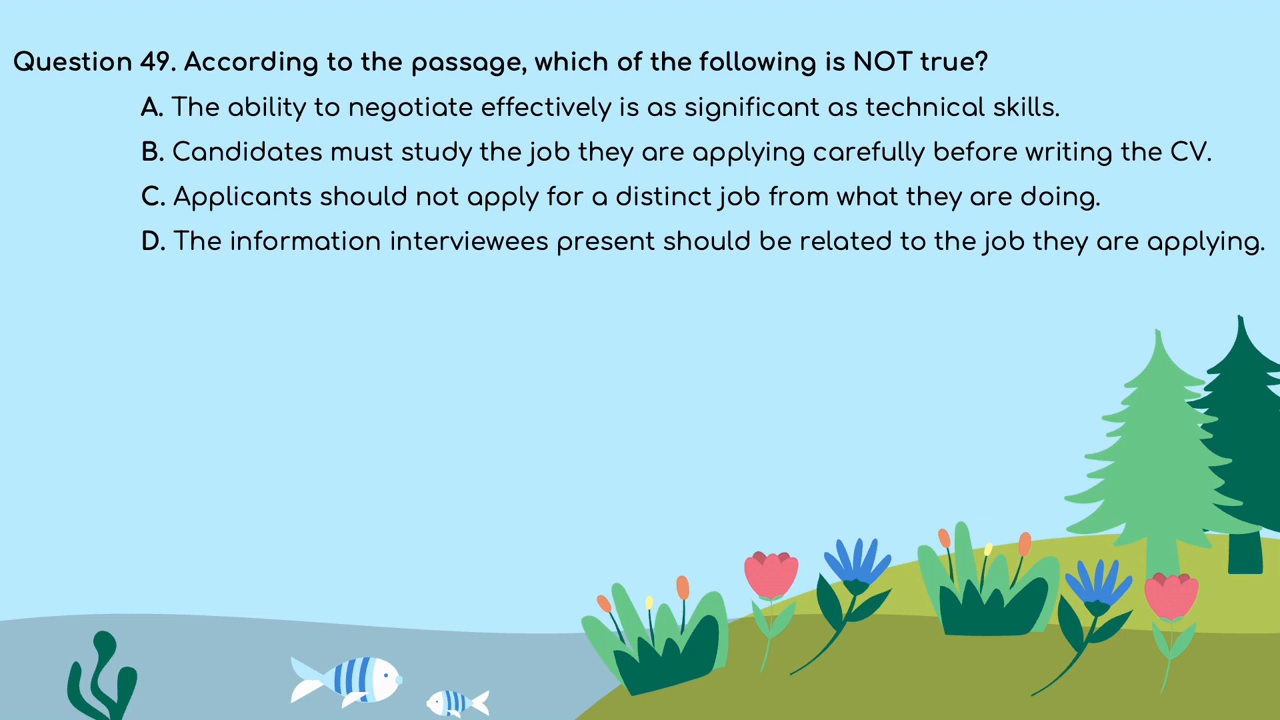 Question 49. According to the passage, which of the following is NOT true?
A. The ability to negotiate effectively is as significant as technical skills.
B. Candidates must study the job they are applying carefully before writing the CV.
C. Applicants should not apply for a distinct job from what they are doing.
D. The information interviewees present should be related to the job they are applying.